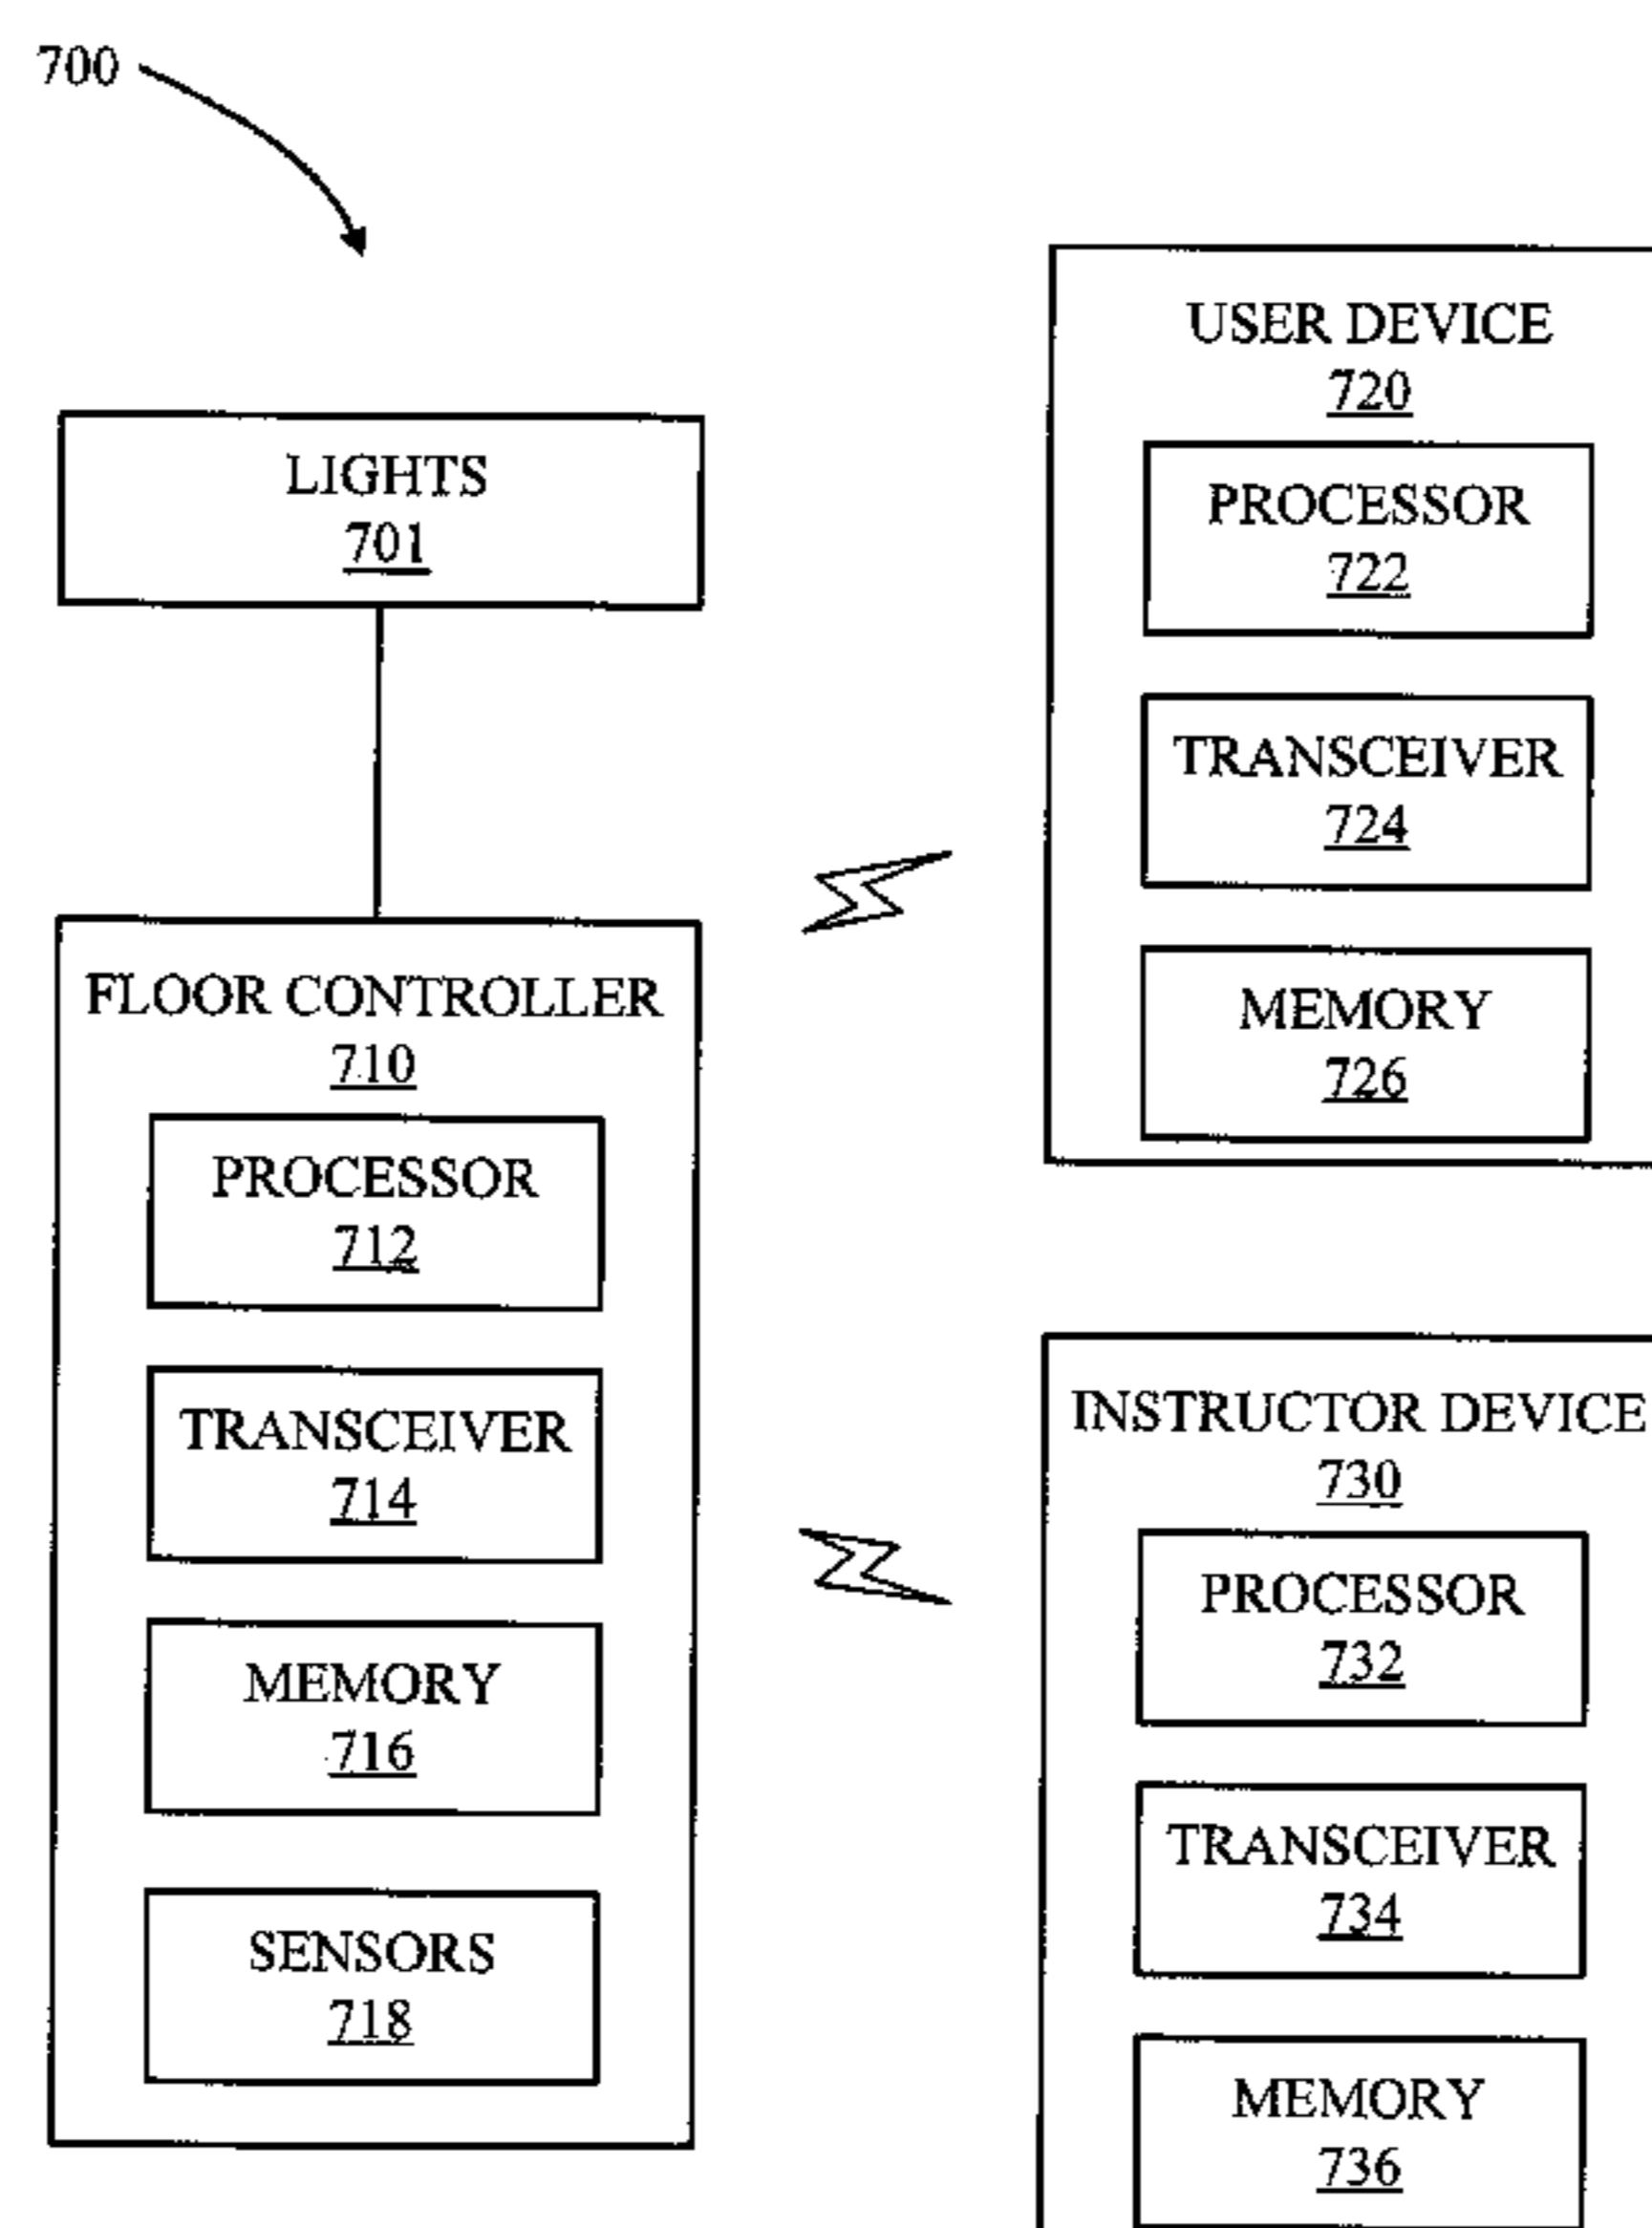 700
LIGHTS
701
FLOOR CONTROLLER
710
PROCESSOR
712
TRANSCEIVER
714
MEMORY
716
SENSORS
718
USER DEVICE
720
PROCESSOR
722
TRANSCEIVER
724
MEMORY
726
INSTRUCTOR DEVICE
730
PROCESSOR
732
TRANSCEIVER
734
MEMORY
736